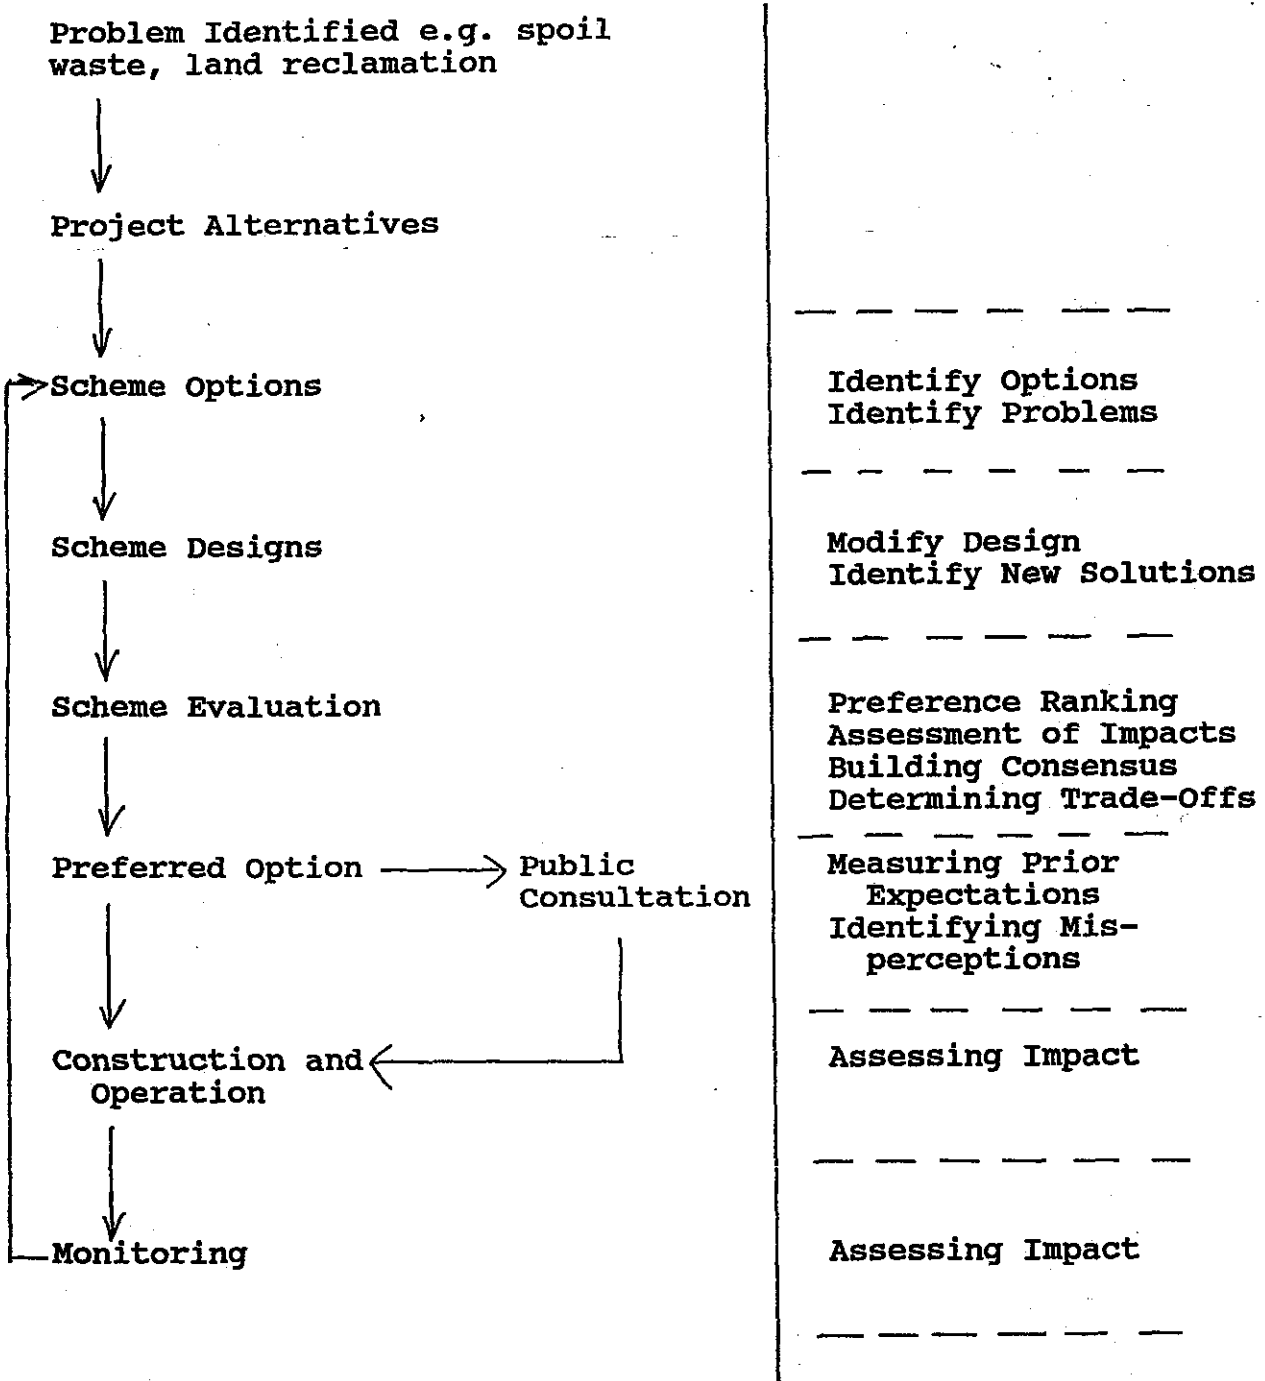 Problem Identified e.g. spoil
waste, land reclamation
Project Alternatives
Scheme Options
Identify Options
Identify Problems
Scheme Designs
Modify Design
Identify New Solutions
Scheme Evaluation
Preference Ranking
Assessment of Impacts
Building Consensus
Determining Trade-Offs
Preferred Option
Public
Consultation
Measuring Prior
Expectations
Identifying Mis-
perceptions
Construction and
Operation
Assessing Impact
Monitoring
Assessing Impact